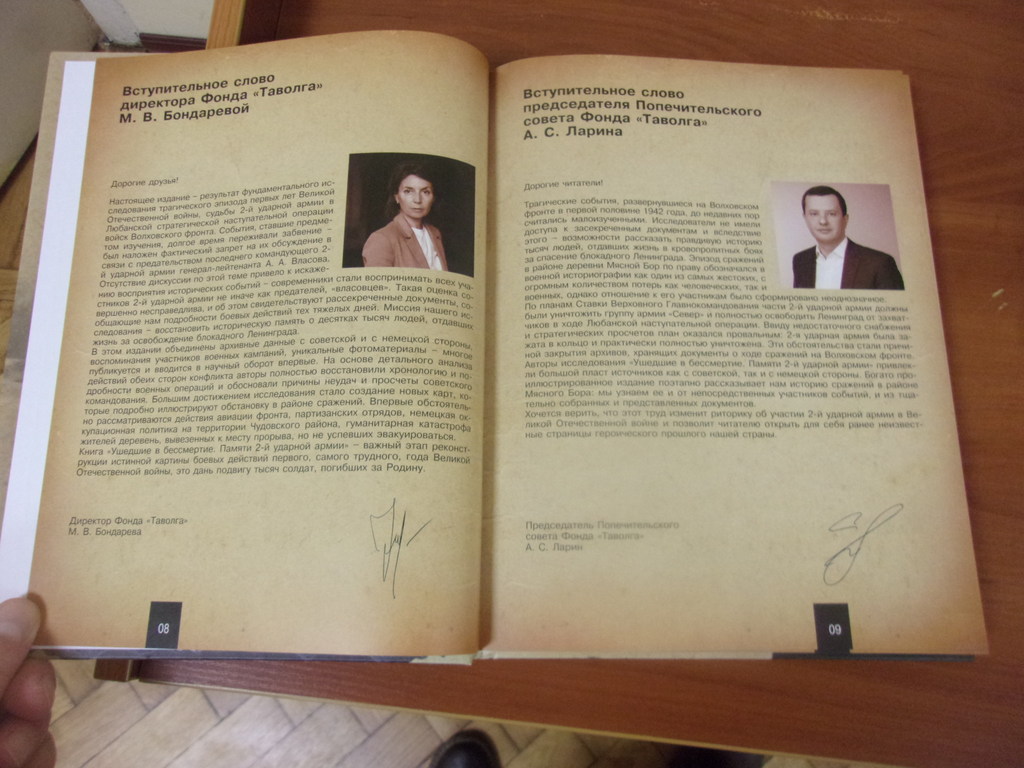 Вступительное слово
директора Фонда «Таволга»
М. В. Бондаревой
Дорогие друзья!
Настоящее издание – результат фундаментального ис-
следования трагического эпизода первых лет Великой
Отечественной войны, судьбы 2-й ударной армии в
Любанской стратегической наступательной операции
войск Волховского фронта. События, ставшие предме-
том изучения, долгое время переживали забвение –
был наложен фактический запрет на их обсуждение в
связи с предательством последнего командующего 2-
й ударной армии генерал-лейтенанта А. А. Власова.
Отсутствие дискуссии по этой теме привело к искаже-
нию восприятия исторических событий – современники стали воспринимать всех уча-
стников 2-й ударной армии не иначе как предателей, «власовцев». Такая оценка со-
вершенно несправедлива, и об этом свидетельствуют рассекреченные документы, со-
общающие нам подробности боевых действий тех тяжелых дней. Миссия нашего ис-
следования – восстановить историческую память о десятках тысяч людей, отдавших
жизнь за освобождение блокадного Ленинграда.
В этом издании объединены архивные данные с советской и с немецкой стороны,
воспоминания участников военных кампаний, уникальные фотоматериалы – многое
публикуется и вводится в научный оборот впервые. На основе детального анализа
действий обеих сторон конфликта авторы полностью восстановили хронологию и по-
дробности военных операций и обосновали причины неудач и просчеты советского
командования. Большим достижением исследования стало создание новых карт, ко-
торые подробно иллюстрируют обстановку в районе сражений. Впервые обстоятель-
но рассматриваются действия авиации фронта, партизанских отрядов, немецкая ок-
купационная политика на территории Чудовского района, гуманитарная катастрофа
жителей деревень, вывезенных к месту прорыва, но не успевших эвакуироваться.
Книга «Ушедшие в бессмертие. Памяти 2-й ударной армии» – важный этап реконст-
рукции истинной картины боевых действий первого, самого трудного, года Великой
Отечественной войны, это дань подвигу тысяч солдат, погибших за Родину.
Директор Фонда «Таволга»
М. В. Бондарева
08
Вступительное слово
председателя Попечительского
совета Фонда «Таволга»
А. С. Ларина
Дорогие читатели!
Трагические события, развернувшиеся на Волховском
фронте в первой половине 1942 года, до недавних пор
считались малоизученными. Исследователи не имели
доступа к засекреченным документам и вследствие
этого – возможности рассказать правдивую историю
тысяч людей, отдавших жизнь в кровопролитных боях
за спасение блокадного Ленинграда. Эпизод сражений
в районе деревни Мясной Бор по праву обозначался в
военной историографии как один из самых жестоких, с
огромным количеством потерь как человеческих, так и
военных, однако отношение к его участникам было сформировано неоднозначное.
По планам Ставки Верховного Главнокомандования части 2-й ударной армии должны
были уничтожить группу армии «Север» и полностью освободить Ленинград от захват-
чиков в ходе Любанской наступательной операции. Ввиду недостаточного снабжения
и стратегических просчетов план оказался провальным: 2-я ударная армия была за-
жата в кольцо и практически полностью уничтожена. Эти обстоятельства стали причи-
ной закрытия архивов, хранящих документы о ходе сражений на Волховском фронте.
Авторы исследования «Ушедшие в бессмертие. Памяти 2-й ударной армии» привлек-
ли большой пласт источников как с советской, так и с немецкой стороны. Богато про-
иллюстрированное издание поэтапно рассказывает нам историю сражений в районе
Мясного Бора: мы узнаем ее и от непосредственных участников событий, и из тща-
тельно собранных и представленных документов.
Хочется верить, что этот труд изменит риторику об участии 2-й ударной армии в Ве-
ликой Отечественной войне и позволит читателю открыть для себя ранее неизвест-
ные страницы героического прошлого нашей страны.
Председатель Попечительского
совета Фонда «Таволга»
А. С. Ларин
09